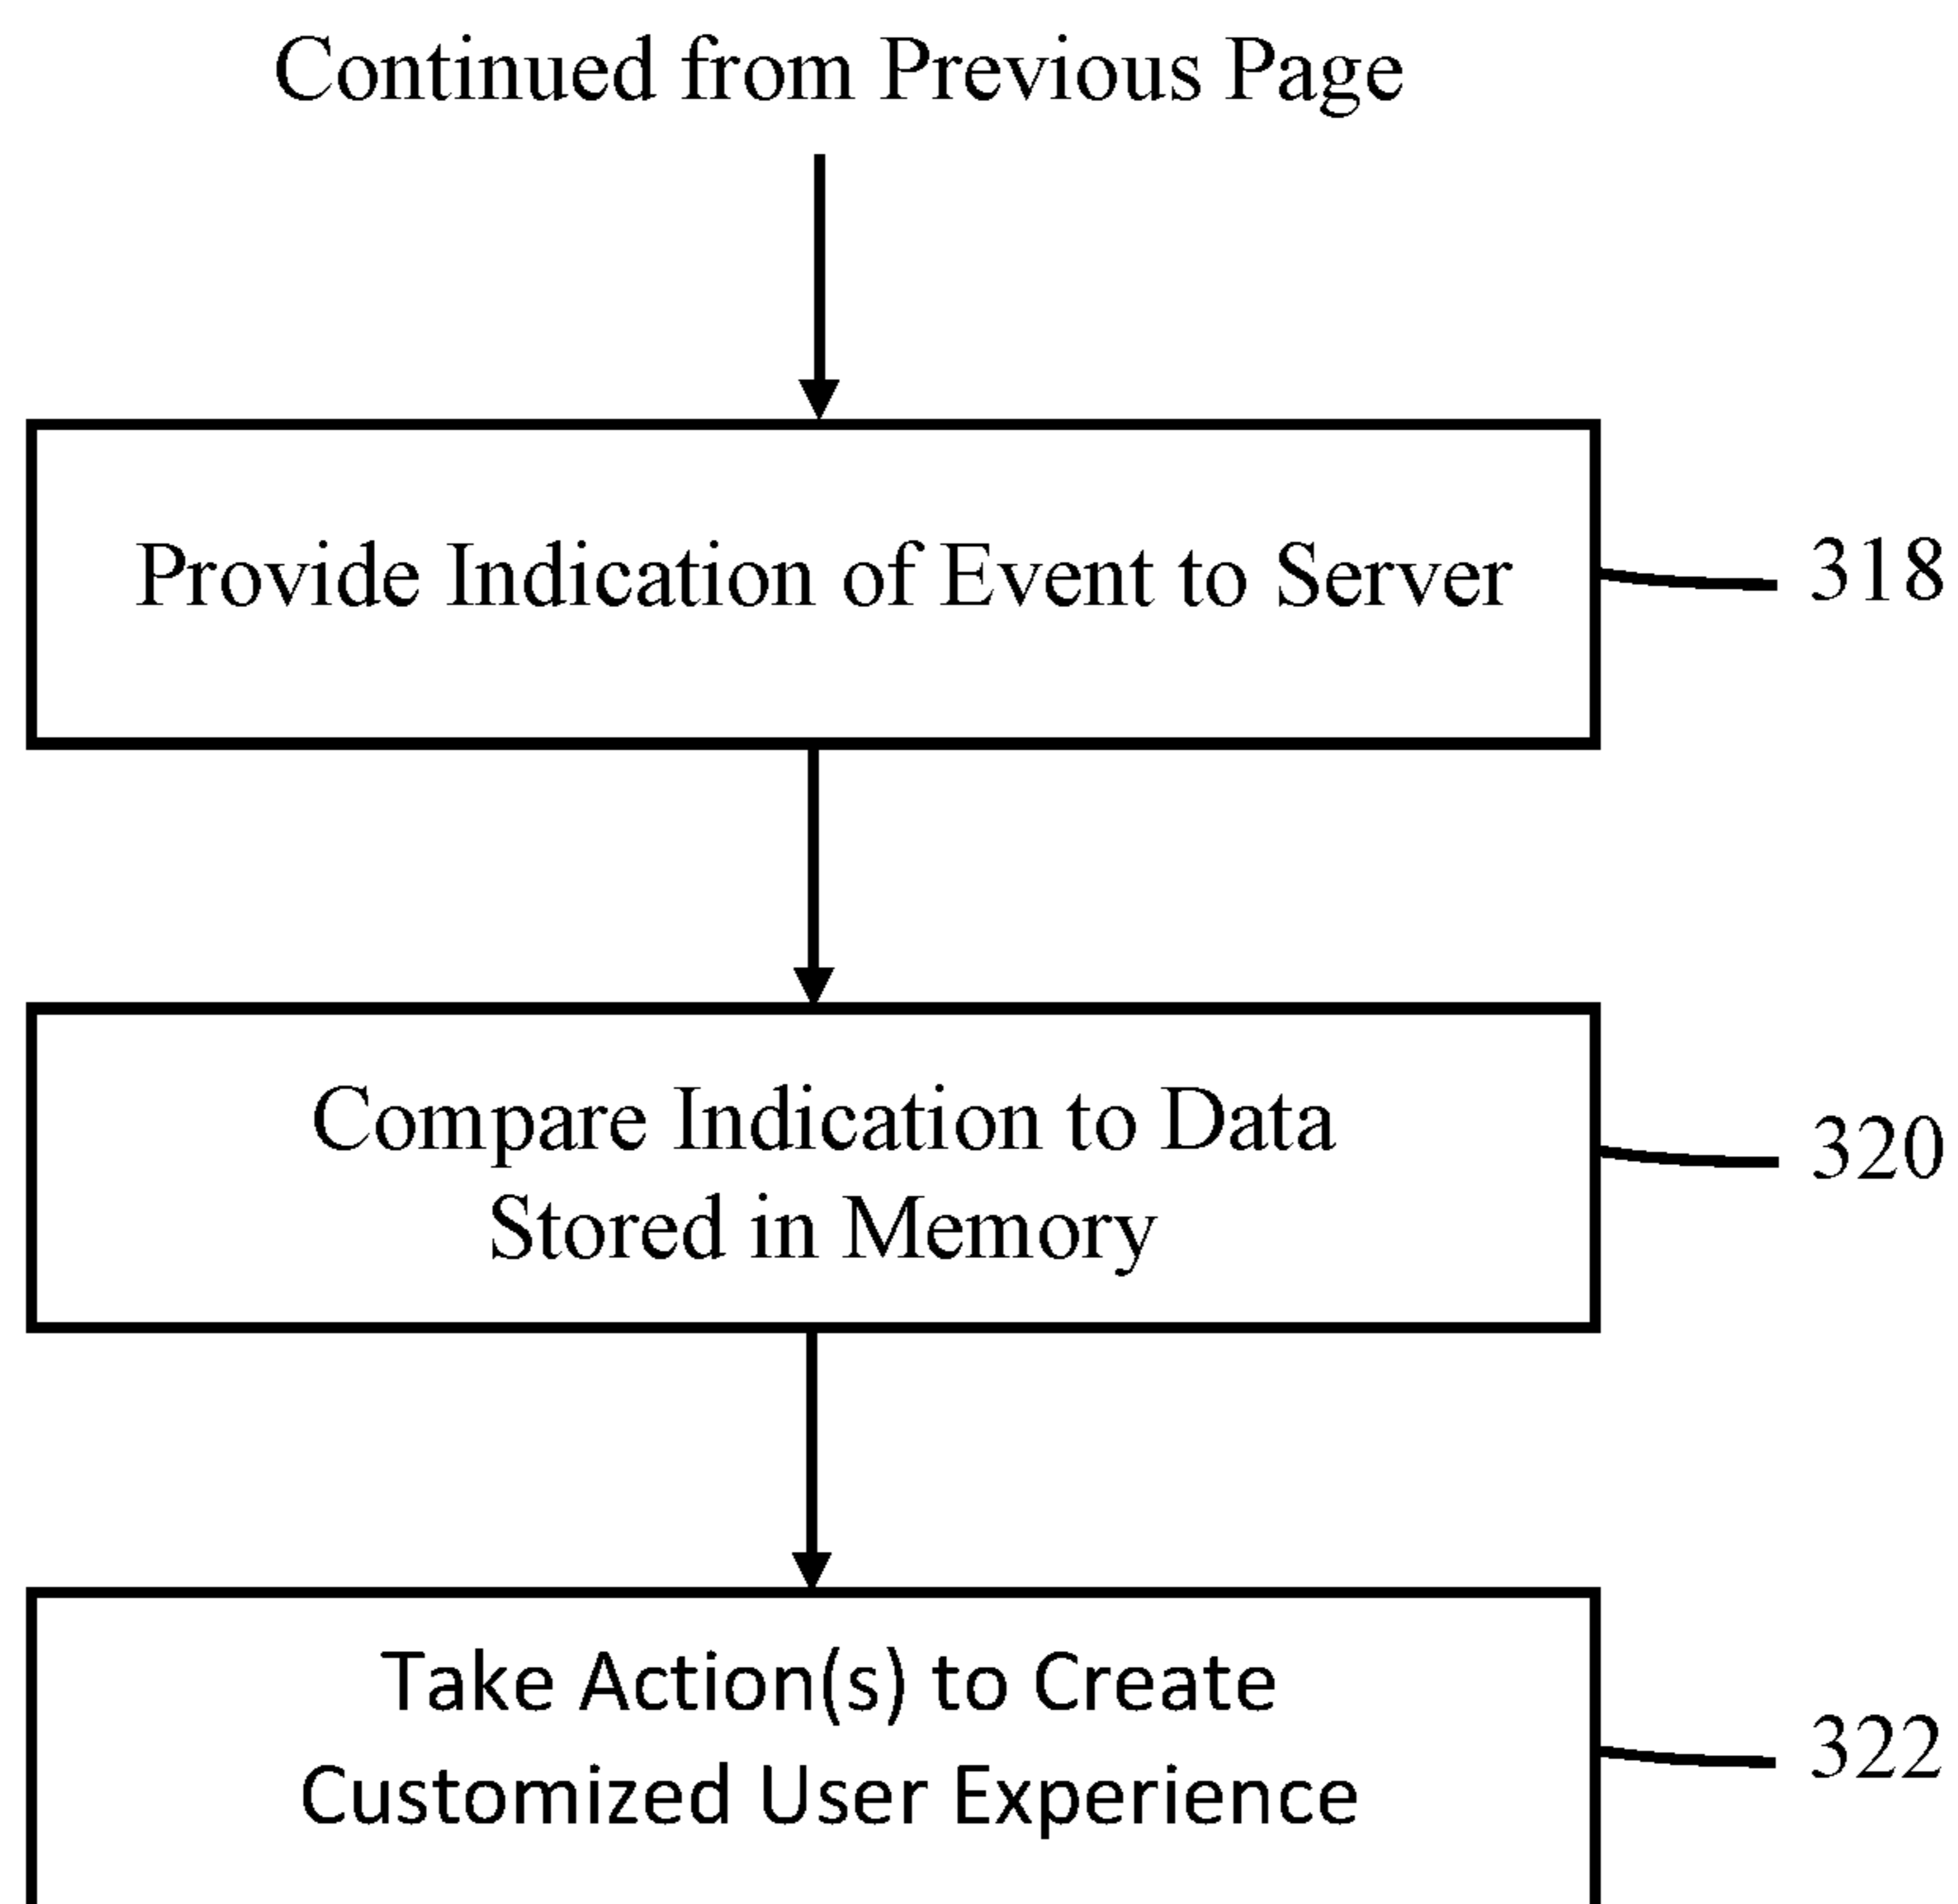 Continued from Previous Page
Provide Indication of Event to Server
318
Compare Indication to Data
Stored in Memory
320
Take Action(s) to Create
Customized User Experience
322